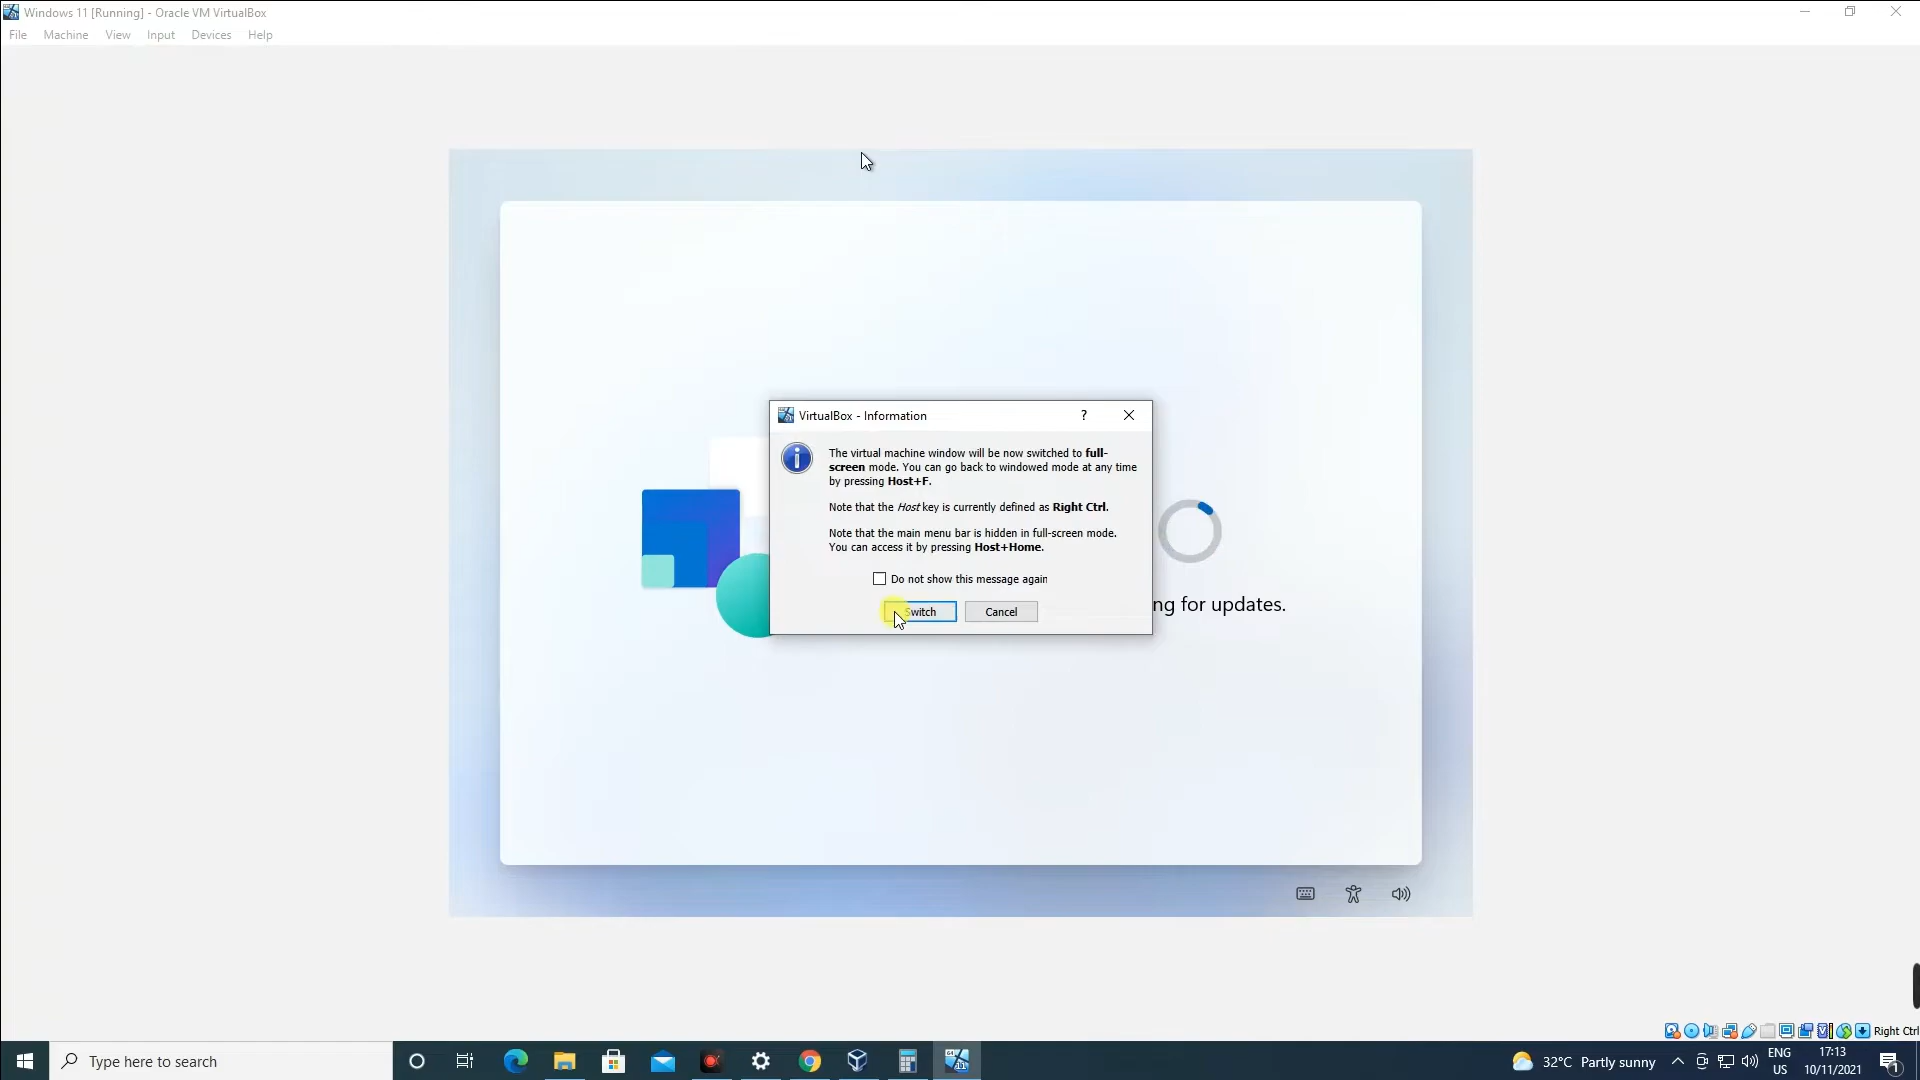 Windows 11 [Running] - Oracle VM VirtualBox
File Machine View Input Devices Help
VirtualBox - Information ?
The virtual machine window will be now switched to full-
screen mode. You can go back to windowed mode at any time
by pressing Host+F.
Note that the Host key is currently defined as Right Ctrl.
Note that the main menu bar is hidden in full-screen mode.
You can access it by pressing Host+Home.
Do not show this message again
Switch Cancel
ng for updates.
Right Ctrl
Type here to search
32°C Partly sunny
ENG
US
17:13
10/11/2021
1